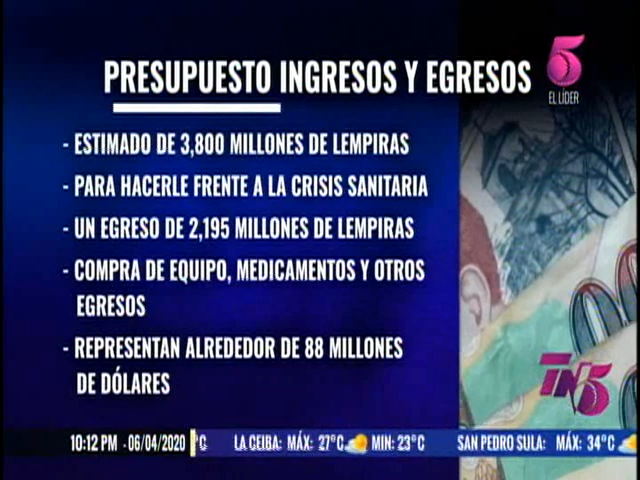 PRESUPUESTO INGRESOS Y EGRESOS
5
EL LÍDER
- ESTIMADO DE 3,800 MILLONES DE LEMPIRAS
- PARA HACERLE FRENTE A LA CRISIS SANITARIA
- UN EGRESO DE 2,195 MILLONES DE LEMPIRAS
- COMPRA DE EQUIPO, MEDICAMENTOS Y OTROS
EGRESOS
- REPRESENTAN ALREDEDOR DE 88 MILLONES
DE DÓLARES
TN5
10:12 PM - 06/04/2020 °C LA CEIBA: MÁX: 27°C MIN: 23°C SAN PEDRO SULA: MÁX: 34°C